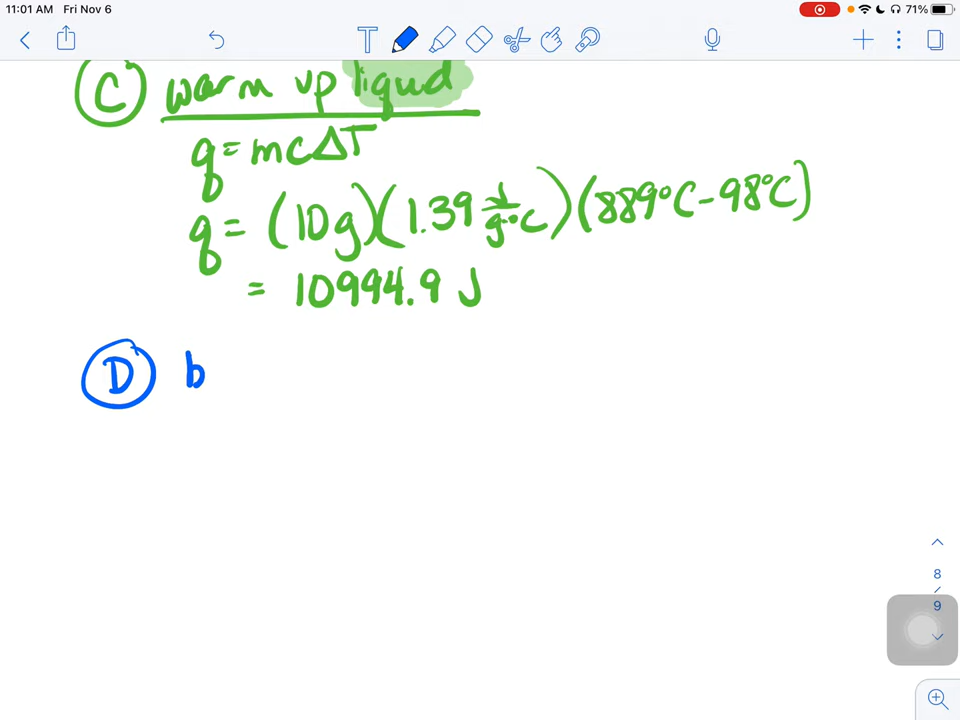 11:01 AM Fri Nov 6
71%
C warm up liquid
q = mcΔT
q = (10g)(1.39 J/g·°C)(889°C-98°C)
= 10994.9 J
D b
8
/
9